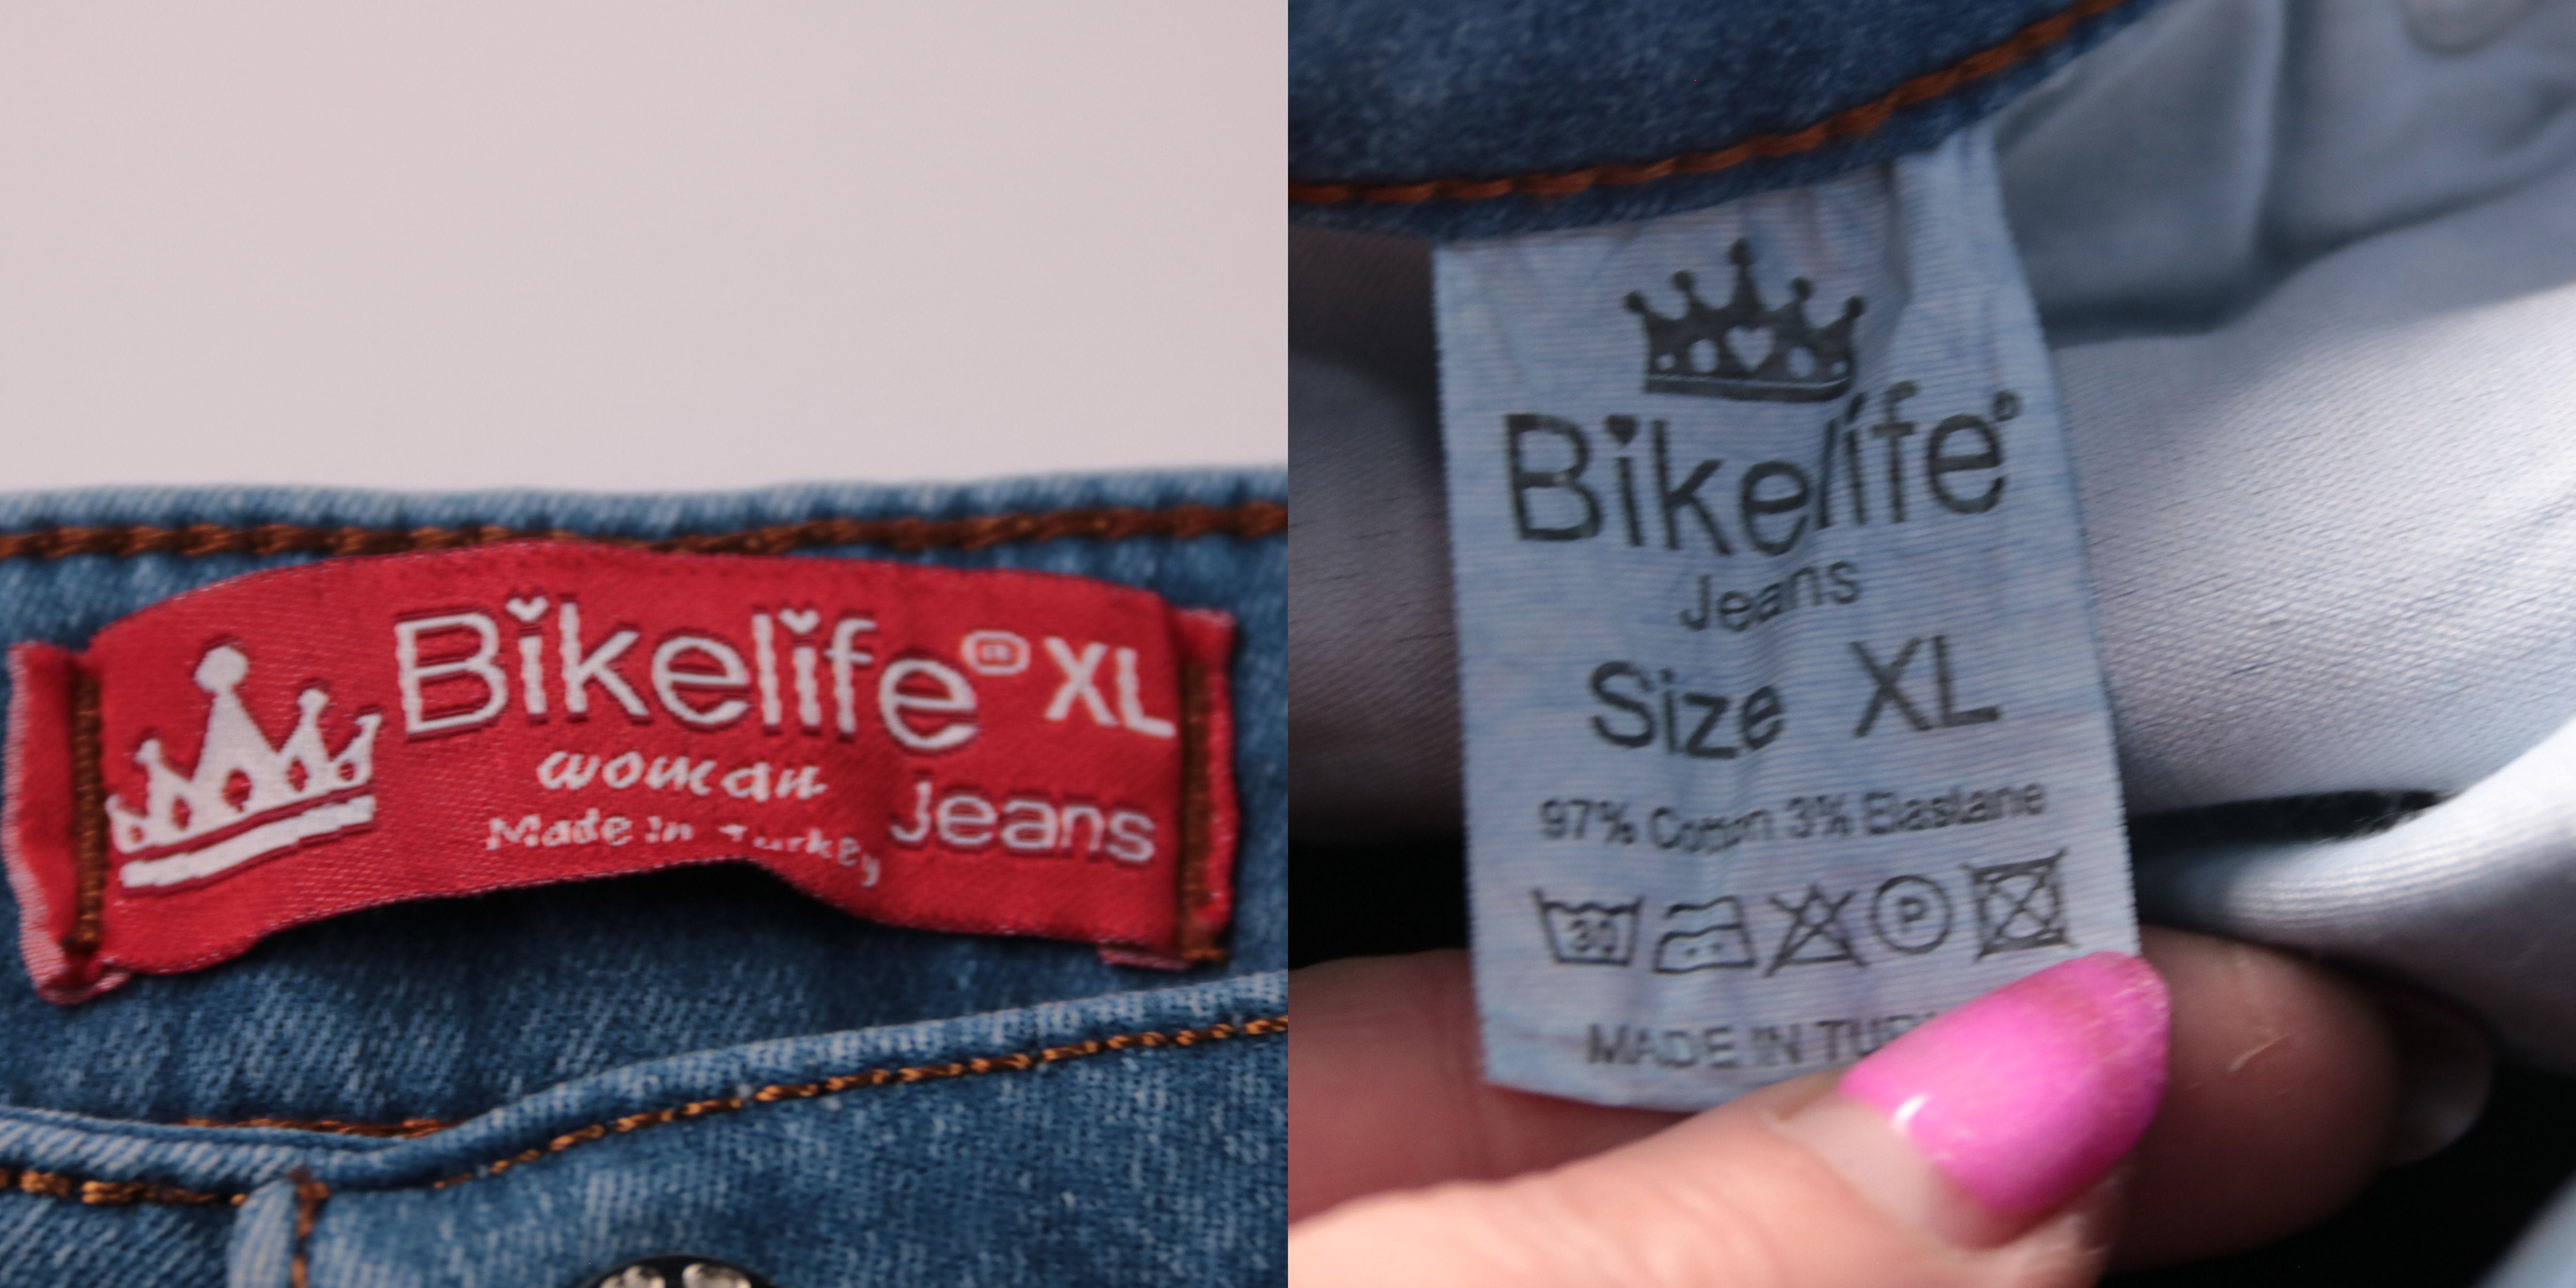 Bikelife® XL
woman
Made in Turkey
Jeans
Bikelife®
Jeans
Size XL
97% Cotton 3% Elastane
30 P
MADE IN TU